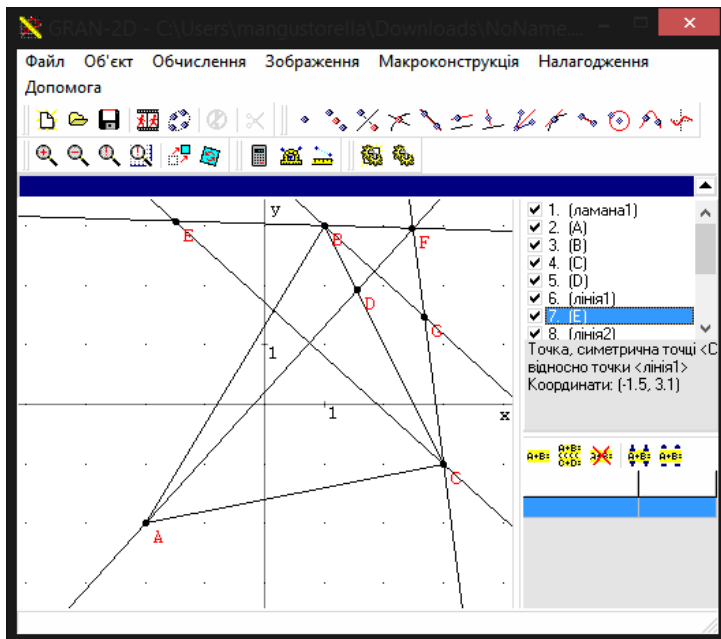 GRAN-2D - C:\Users\mangustorella\Downloads\NoName....
Файл Об'єкт Обчислення Зображення Макроконструкція Налагодження
Допомога
y
E
B
F
D
G
1
1
x
C
A
1. (ламана1)
2. (A)
3. (B)
4. (C)
5. (D)
6. (лінія1)
7. (E)
8. (лінія2)
Точка, симетрична точці <C
відносно точки <лінія1>
Координати: (-1.5, 3.1)